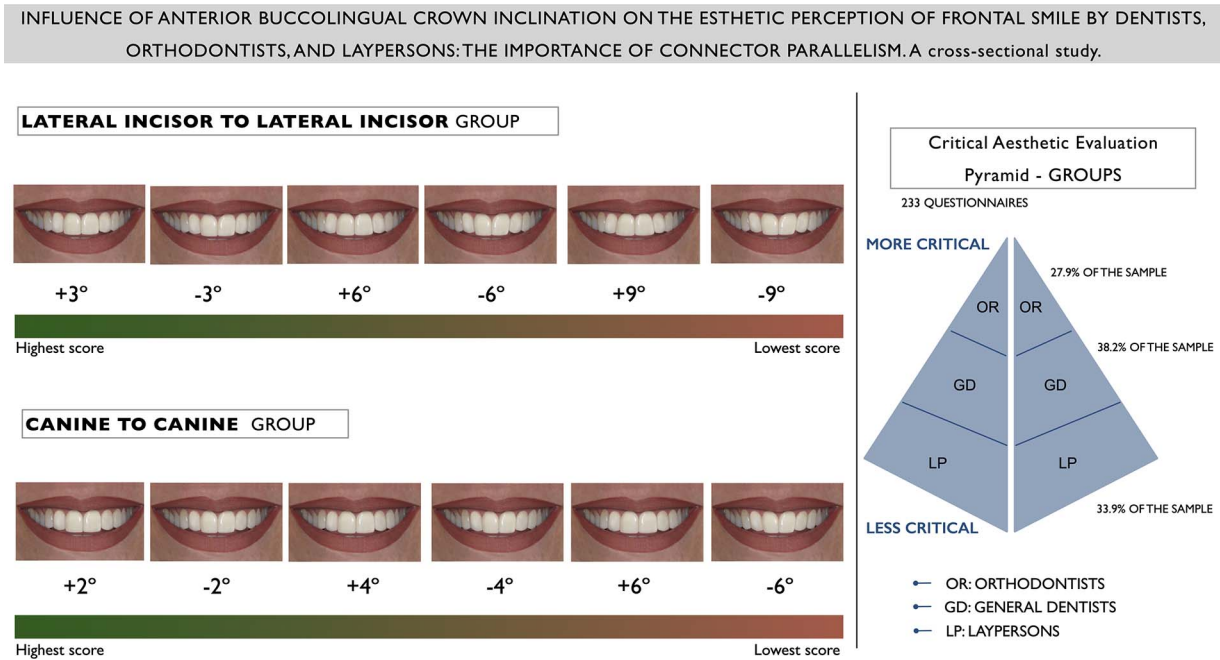 INFLUENCE OF ANTERIOR BUCCOLINGUAL CROWN INCLINATION ON THE ESTHETIC PERCEPTION OF FRONTAL SMILE BY DENTISTS,
ORTHODONTISTS, AND LAYPERSONS: THE IMPORTANCE OF CONNECTOR PARALLELISM. A cross-sectional study.
LATERAL INCISOR TO LATERAL INCISOR GROUP
+3° -3° +6° -6° +9° -9°
Highest score Lowest score
CANINE TO CANINE GROUP
+2° -2° +4° -4° +6° -6°
Highest score Lowest score
Critical Aesthetic Evaluation
Pyramid - GROUPS
233 QUESTIONNAIRES
MORE CRITICAL
27.9% OF THE SAMPLE
OR OR
38.2% OF THE SAMPLE
GD GD
LP LP
33.9% OF THE SAMPLE
LESS CRITICAL
OR: ORTHODONTISTS
GD: GENERAL DENTISTS
LP: LAYPERSONS